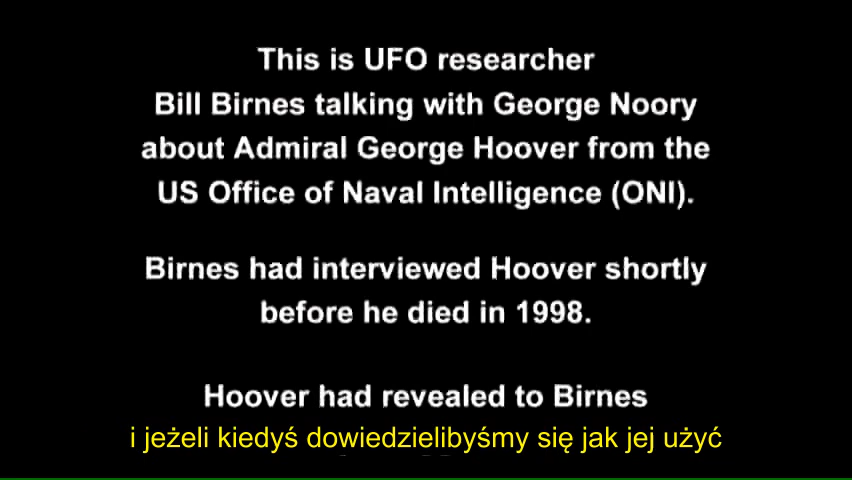 This is UFO researcher
Bill Birnes talking with George Noory
about Admiral George Hoover from the
US Office of Naval Intelligence (ONI).
Birnes had interviewed Hoover shortly
before he died in 1998.
Hoover had revealed to Birnes
i jeżeli kiedyś dowiedzielibyśmy się jak jej użyć